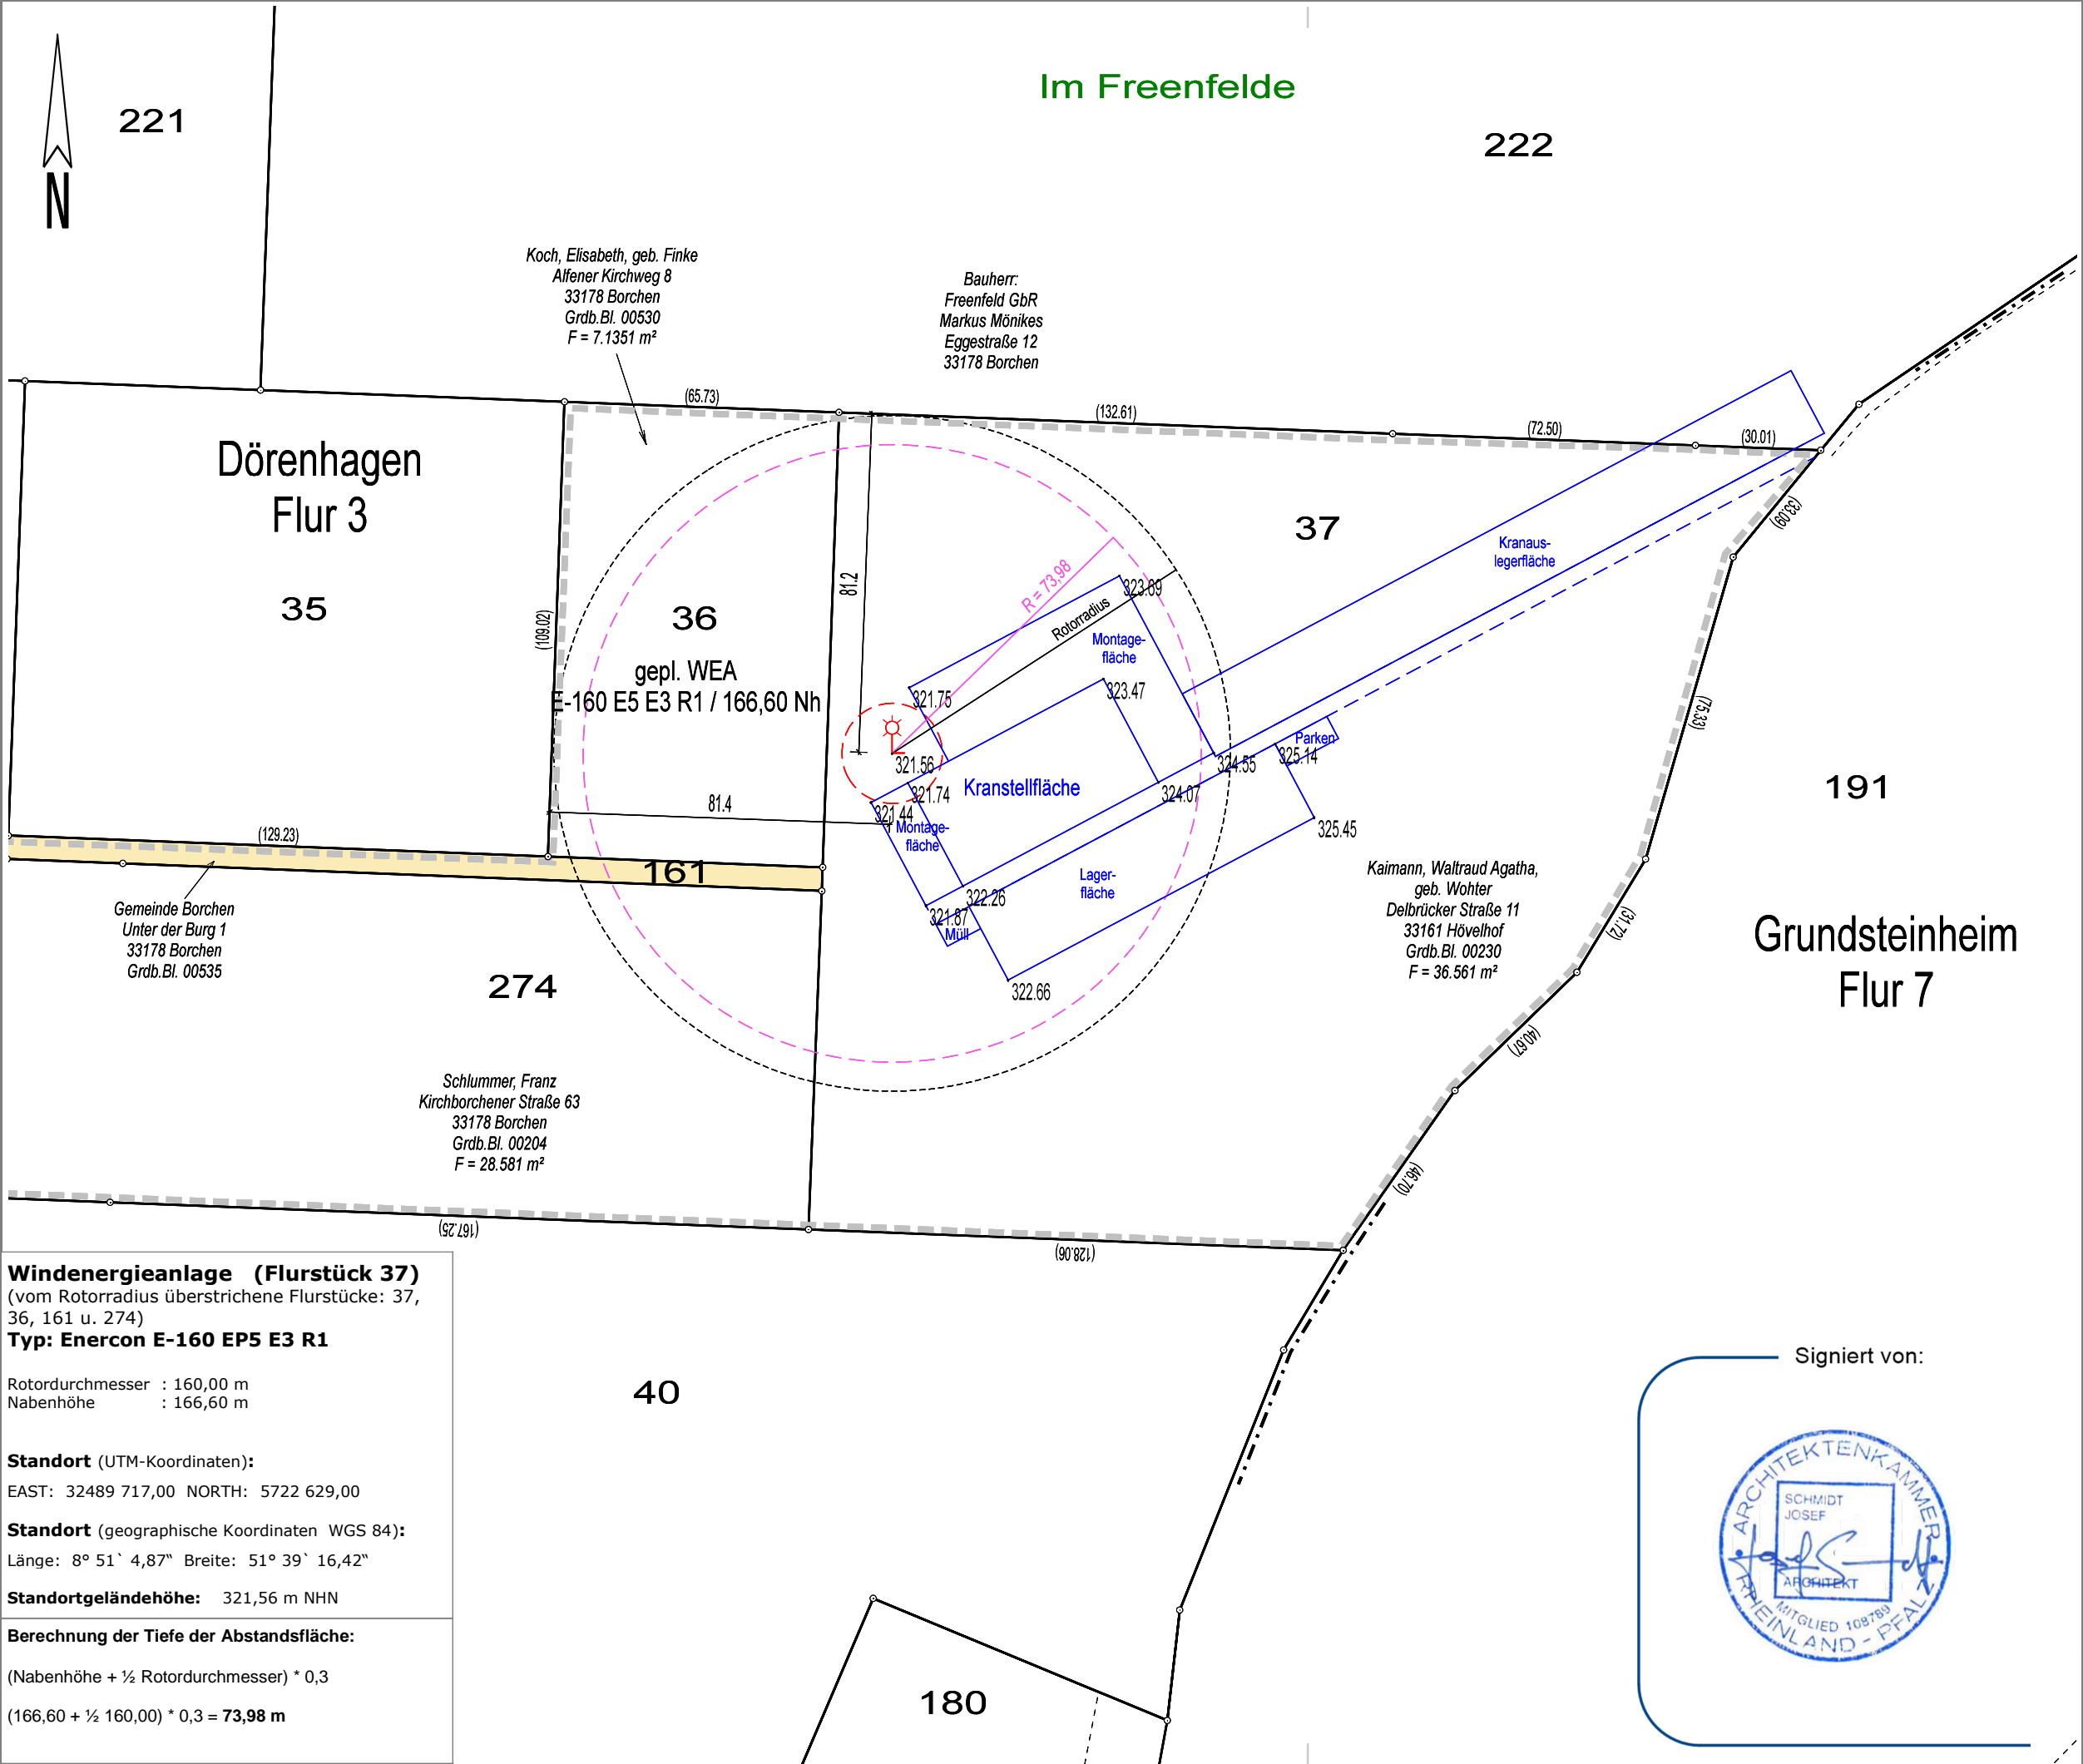 Im Freenfelde
221
222
N
Koch, Elisabeth, geb. Finke
Alfener Kirchweg 8
33178 Borchen
Grdb.Bl. 00530
F = 7.1351 m²
Bauherr:
Freenfeld GbR
Markus Mönikes
Eggestraße 12
33178 Borchen
(65.73)
(132.61)
(72.50)
(30.01)
Dörenhagen
Flur 3
35
37
(33.09)
Kranaus-
legerfläche
81.2
R = 73,98
323.69
Rotorradius
36
(109.02)
Montage-
fläche
gepl. WEA
E-160 E5 E3 R1 / 166,60 Nh
321.75
323.47
(75.33)
Parken
325.14
324.55
321.56
191
321.74
Kranstellfläche
324.07
81.4
321.44
Montage-
fläche
325.45
(129.23)
161
Lager-
fläche
Kaimann, Waltraud Agatha,
geb. Wohter
Delbrücker Straße 11
33161 Hövelhof
Grdb.Bl. 00230
F = 36.561 m²
322.26
321.87
Müll
(31.72)
Gemeinde Borchen
Unter der Burg 1
33178 Borchen
Grdb.Bl. 00535
Grundsteinheim
Flur 7
274
322.66
(40.67)
Schlummer, Franz
Kirchborchener Straße 63
33178 Borchen
Grdb.Bl. 00204
F = 28.581 m²
(46.70)
(167.25)
(128.06)
Windenergieanlage (Flurstück 37)
(vom Rotorradius überstrichene Flurstücke: 37,
36, 161 u. 274)
Typ: Enercon E-160 EP5 E3 R1
Rotordurchmesser : 160,00 m
Nabenhöhe : 166,60 m
Standort (UTM-Koordinaten):
EAST: 32489 717,00 NORTH: 5722 629,00
Standort (geographische Koordinaten WGS 84):
Länge: 8° 51` 4,87“ Breite: 51° 39` 16,42“
Standortgeländehöhe: 321,56 m NHN
Berechnung der Tiefe der Abstandsfläche:
(Nabenhöhe + ½ Rotordurchmesser) * 0,3
(166,60 + ½ 160,00) * 0,3 = 73,98 m
40
180
Signiert von:
ARCHITEKTENKAMMER
SCHMIDT
JOSEF
ARCHITEKT
MITGLIED 108789
RHEINLAND - PFALZ